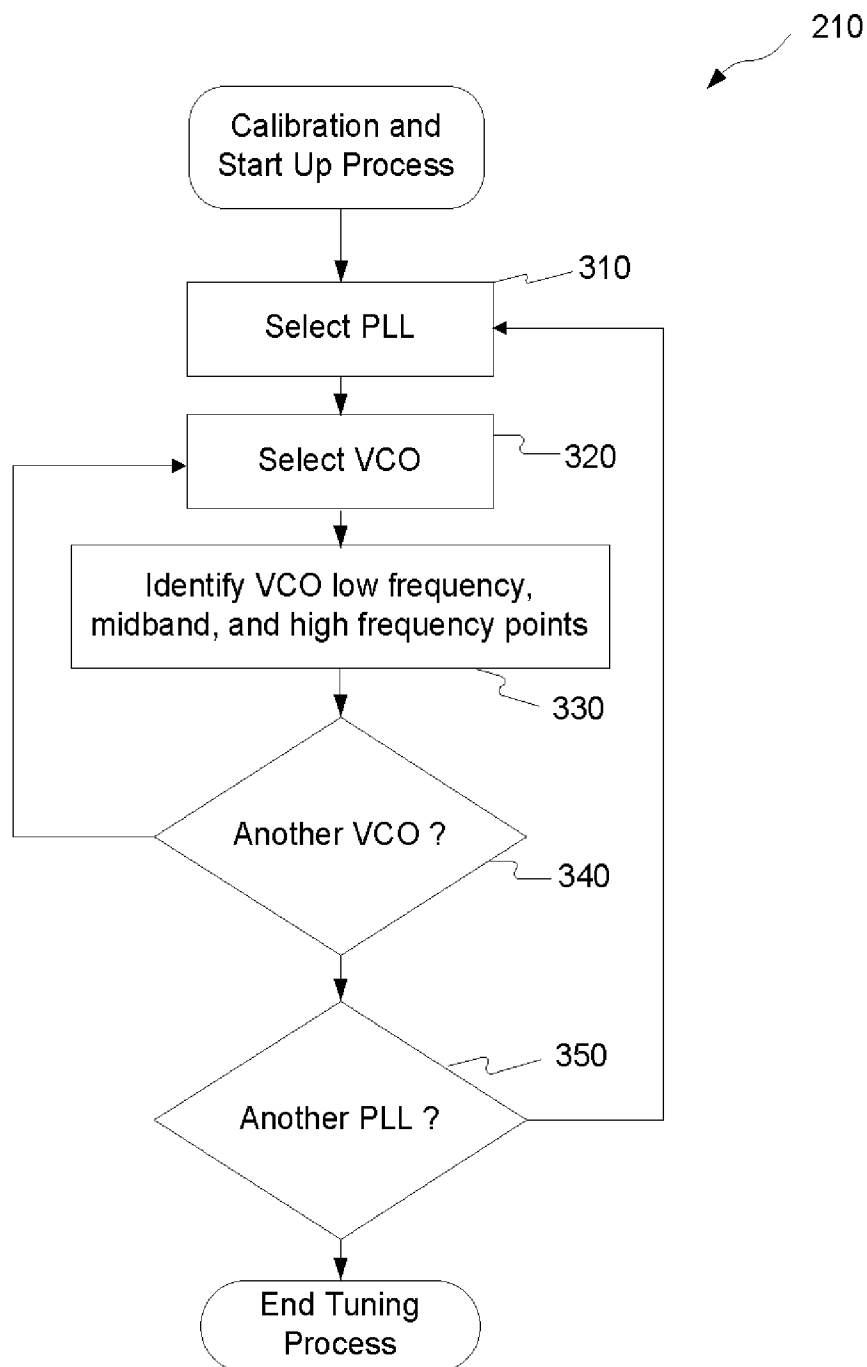 210
Calibration and
Start Up Process
310
Select PLL
Select VCO
320
Identify VCO low frequency,
midband, and high frequency points
330
Another VCO ?
340
350
Another PLL ?
End Tuning
Process